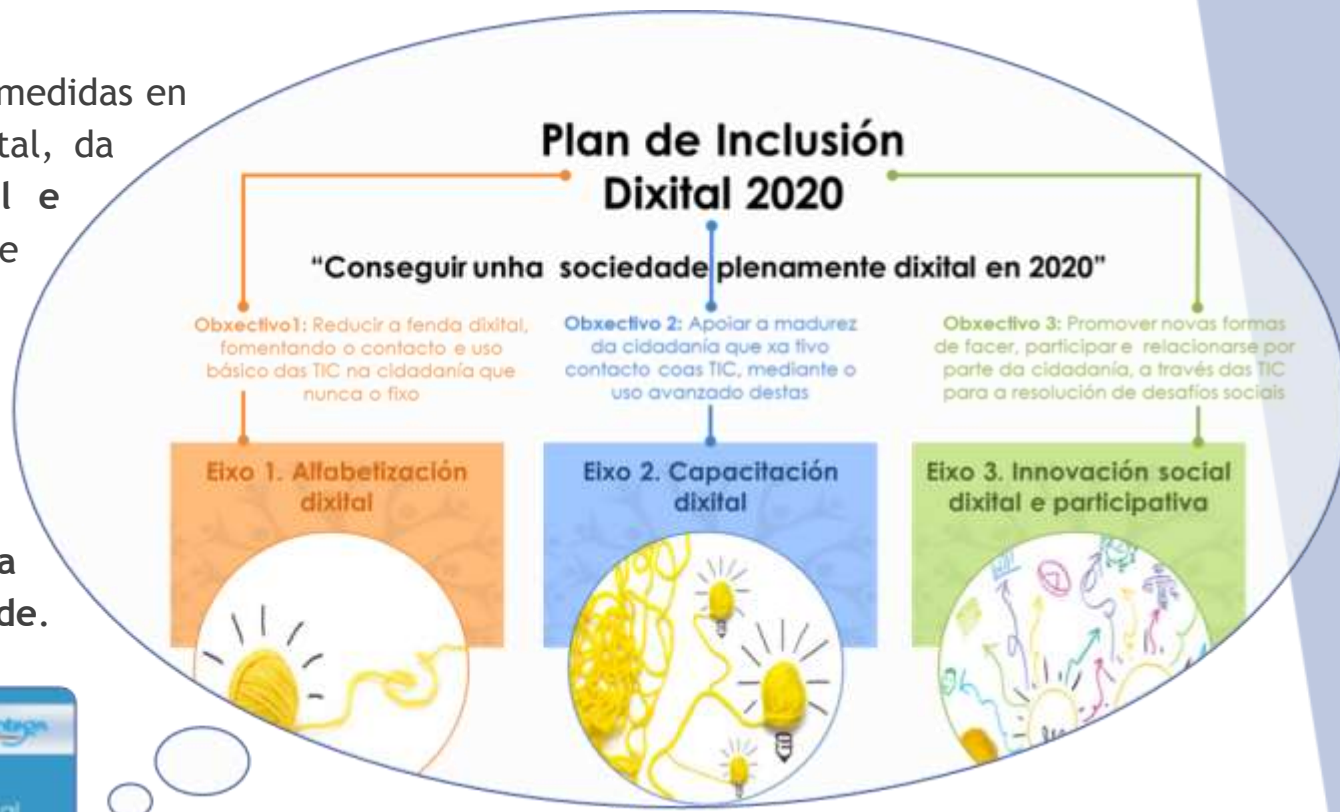 medidas en
tal, da
l e
e
a
de.
Plan de Inclusión
Dixital 2020
“Conseguir unha sociedade plenamente dixital en 2020”
Obxectivo1: Reducir a fenda dixital,
fomentando o contacto e uso
básico das TIC na cidadanía que
nunca o fixo
Obxectivo 2: Apoiar a madurez
da cidadanía que xa tivo
contacto coas TIC, mediante o
uso avanzado destas
Obxectivo 3: Promover novas formas
de facer, participar e relacionarse por
parte da cidadanía, a través das TIC
para a resolución de desafíos sociais
Eixo 1. Alfabetización
dixital
Eixo 2. Capacitación
dixital
Eixo 3. Innovación social
dixital e participativa